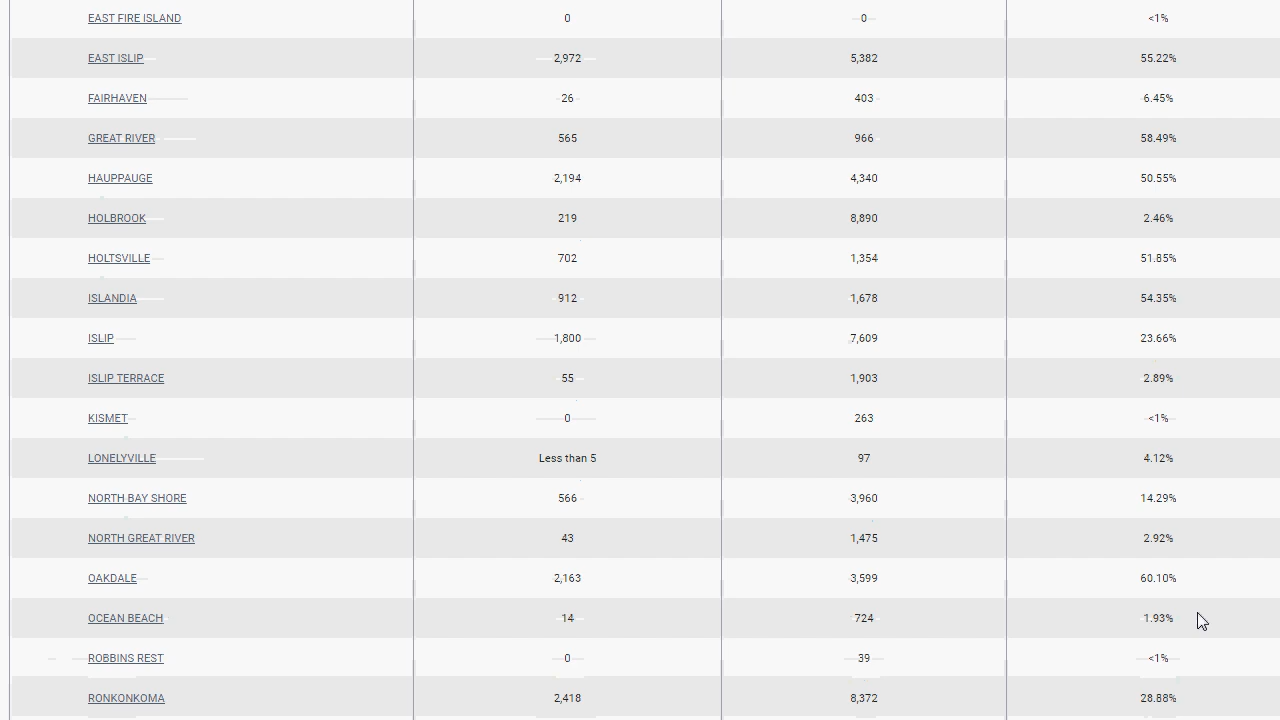 EAST FIRE ISLAND 0 0 <1%
EAST ISLIP 2,972 5,382 55.22%
FAIRHAVEN 26 403 6.45%
GREAT RIVER 565 966 58.49%
HAUPPAUGE 2,194 4,340 50.55%
HOLBROOK 219 8,890 2.46%
HOLTSVILLE 702 1,354 51.85%
ISLANDIA 912 1,678 54.35%
ISLIP 1,800 7,609 23.66%
ISLIP TERRACE 55 1,903 2.89%
KISMET 0 263 <1%
LONELYVILLE Less than 5 97 4.12%
NORTH BAY SHORE 566 3,960 14.29%
NORTH GREAT RIVER 43 1,475 2.92%
OAKDALE 2,163 3,599 60.10%
OCEAN BEACH 14 724 1.93%
ROBBINS REST 0 39 <1%
RONKONKOMA 2,418 8,372 28.88%